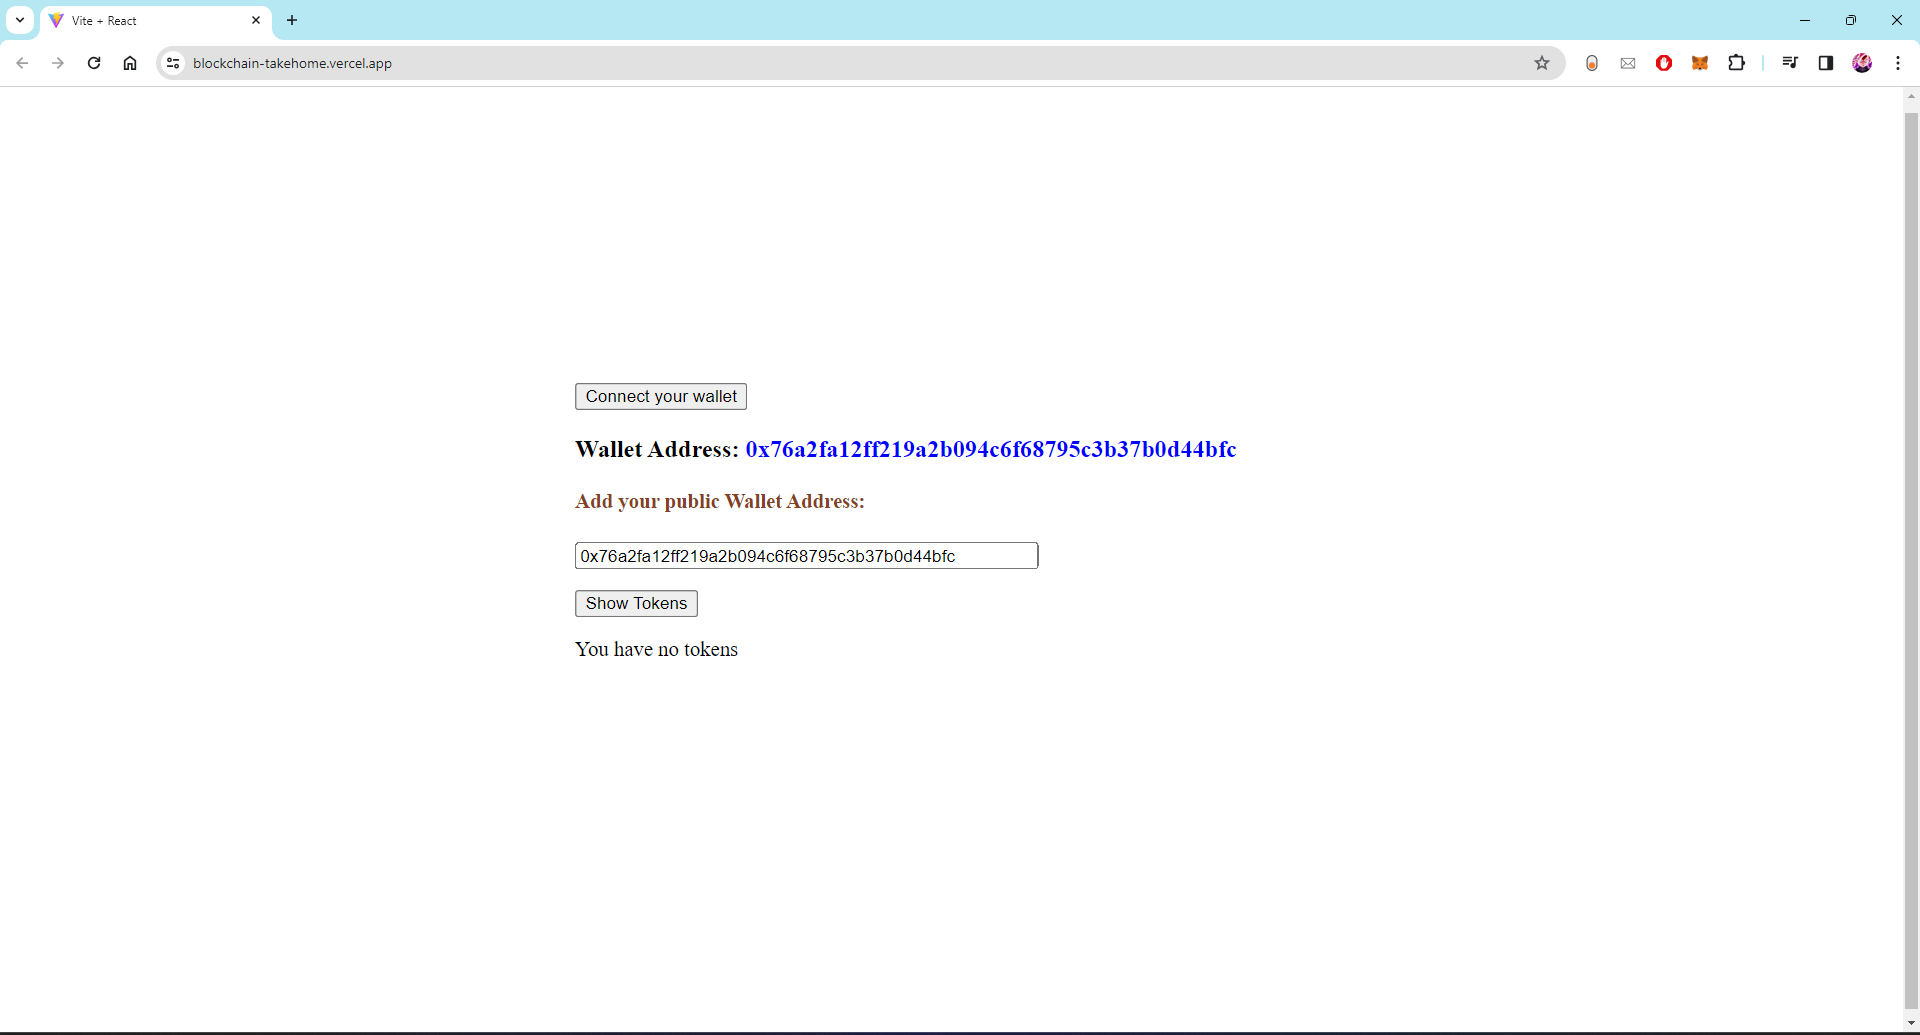 Vite + React
blockchain-takehome.vercel.app
Connect your wallet
Wallet Address: 0x76a2fa12ff219a2b094c6f68795c3b37b0d44bfc
Add your public Wallet Address:
0x76a2fa12ff219a2b094c6f68795c3b37b0d44bfc
Show Tokens
You have no tokens